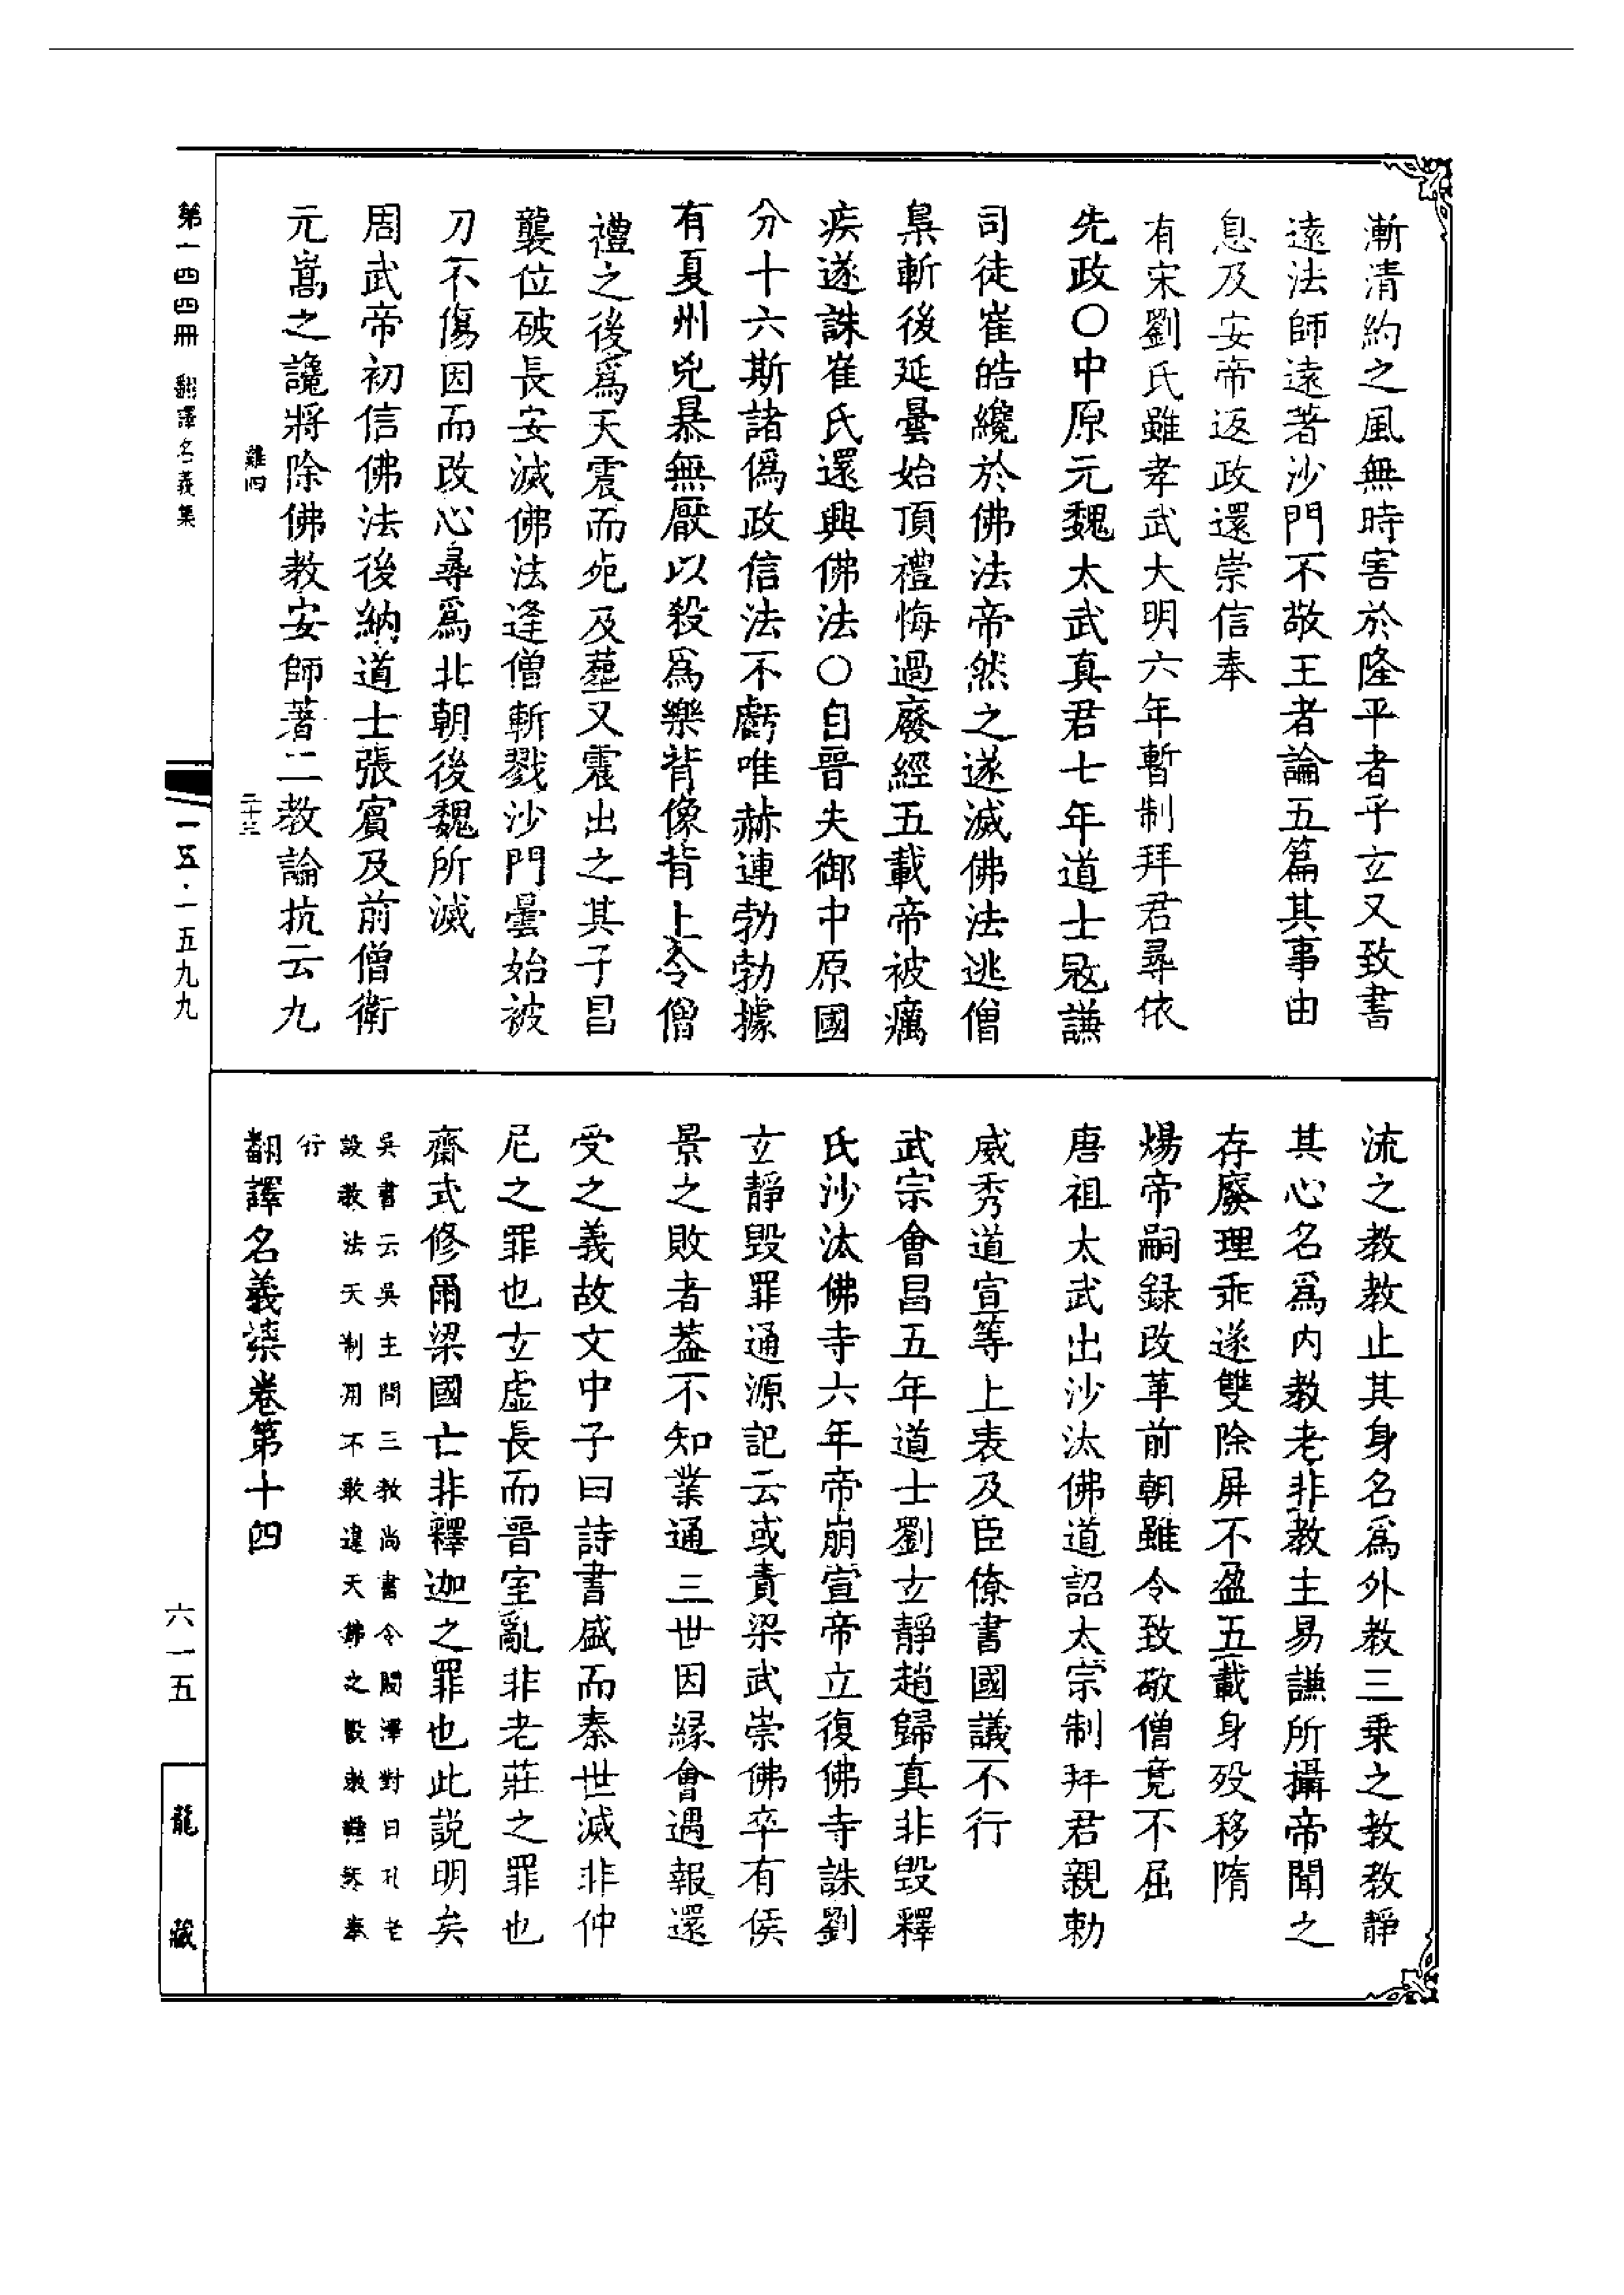 漸清約之風無時害於隆平者乎玄又致書
遠法師遠著沙門不敬王者論五篇其事由
息及安帝返政還崇信奉
有宋劉氏雖孝武大明六年暫制拜君尋依
先政〇中原元魏太武真君七年道士寇謙
司徒崔皓纔於佛法帝然之遂滅佛法逃僧
梟斬後延曇始頂禮悔過廢經五載帝被癘
疾遂誅崔氏還興佛法〇自晉失御中原國
分十六斯諸偽政信法不虧唯赫連勃勃據
有夏州兇暴無厭以殺爲樂背像背上令僧
禮之後爲天震而死及塟又震出之其子昌
襲位破長安滅佛法逢僧斬戮沙門曇始被
刀不傷因而改心尋爲北朝後魏所滅
周武帝初信佛法後納道士張賓及前僧衛
元嵩之讒將除佛教安師著二教論抗云九
雞四
二十三
第一四四冊 翻譯名義集
一五·一五九九
流之教教止其身名爲外教三乗之教教靜
其心名爲内教老非教主易謙所攝帝聞之
存廢理乖遂雙除屏不盈五載身歿移隋
煬帝嗣録改革前朝雖令致敬僧竟不屈
唐祖太武出沙汰佛道詔太宗制拜君親勅
威秀道宣等上表及臣僚書國議不行
武宗會昌五年道士劉玄靜趙歸真非毀釋
氏沙汰佛寺六年帝崩宣帝立復佛寺誅劉
玄靜毀罪通源記云或責梁武崇佛卒有侯
景之敗者葢不知業通三世因縁會遇報還
受之義故文中子曰詩書盛而秦世滅非仲
尼之罪也玄虛長而晉室亂非老莊之罪也
齋戒修爾梁國亡非釋迦之罪也此説明矣
吳書云吳主問三教尚書令闞澤對曰孔老
設教法天制用不敢違天佛之設教諸天奉
行
翻譯名義集卷第十四
六一五
龍藏